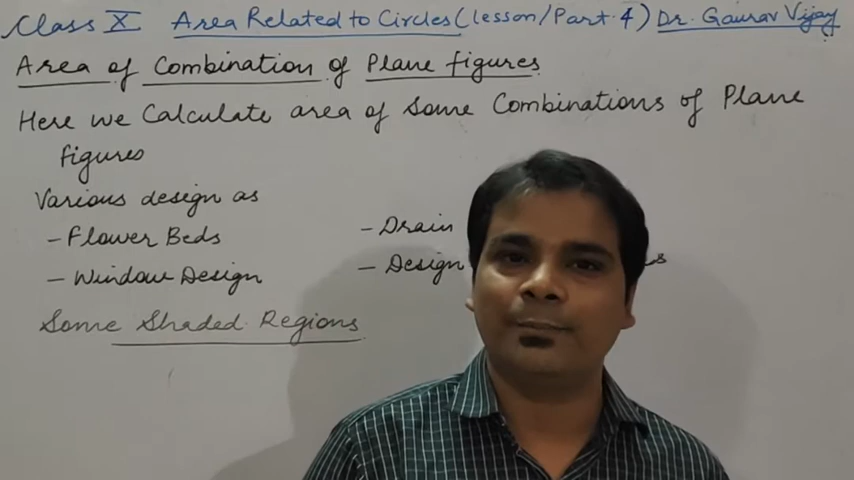 Class X Area Related to Circles (Lesson/Part 4) Dr. Gaurav Vijay
Area of Combination of Plane figures
Here we Calculate area of Some Combinations of Plane
figures
Various design as
- Flower Beds - Drain
- Window Design - Design
Some Shaded Regions